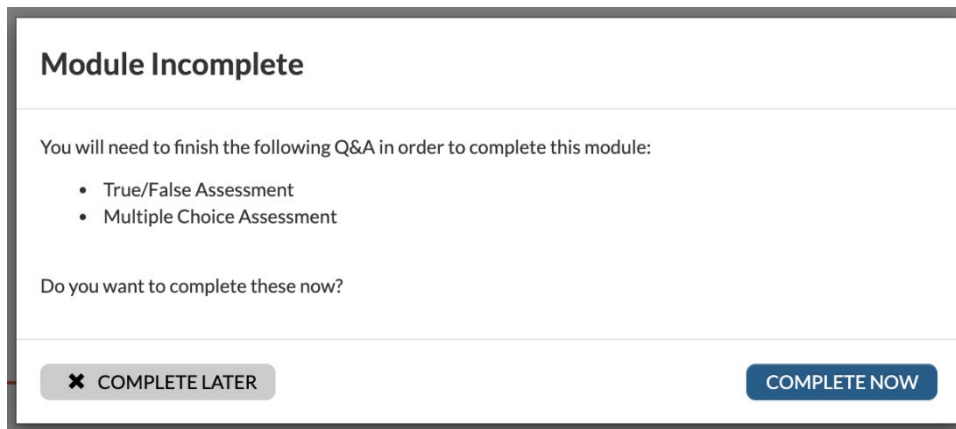 Module Incomplete
You will need to finish the following Q&A in order to complete this module:
• True/False Assessment
• Multiple Choice Assessment
Do you want to complete these now?
✖ COMPLETE LATER
COMPLETE NOW